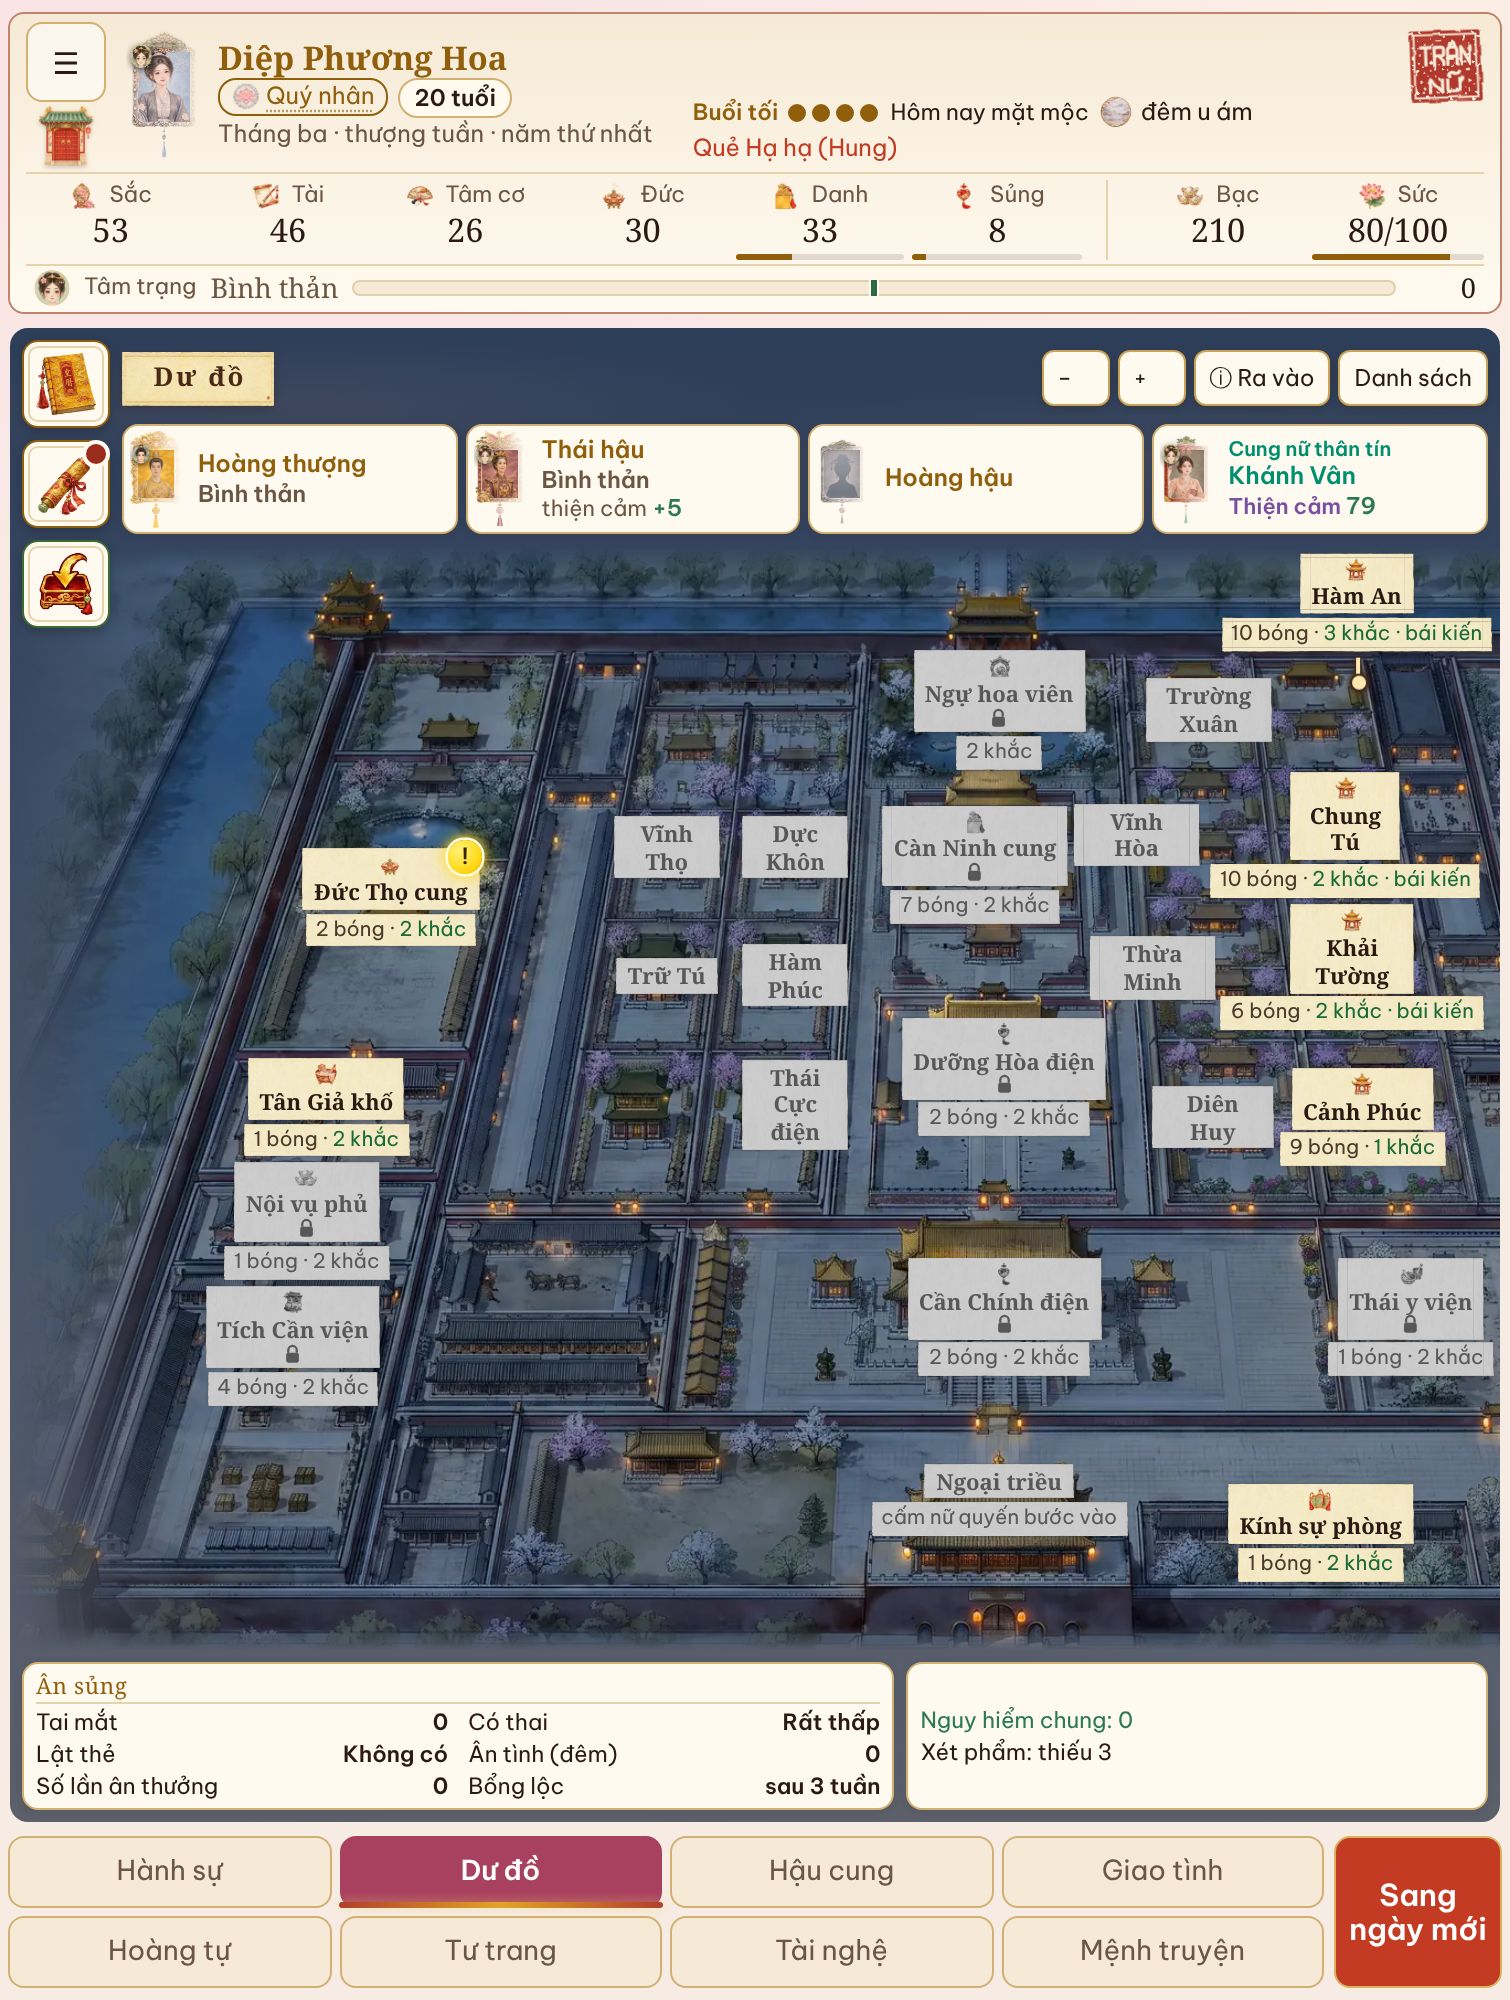 ☰
Diệp Phương Hoa
Quý nhân
20 tuổi
Tháng ba · thượng tuần · năm thứ nhất
Buổi tối
Hôm nay mặt mộc
đêm u ám
Quẻ Hạ hạ (Hung)
TRÂN NỮ
Sắc
53
Tài
46
Tâm cơ
26
Đức
30
Danh
33
Sủng
8
Bạc
210
Sức
80/100
Tâm trạng
Bình thản
0
Dư đồ
−
+
ⓘ Ra vào
Danh sách
Hoàng thượng
Bình thản
Thái hậu
Bình thản
thiện cảm +5
Hoàng hậu
Cung nữ thân tín
Khánh Vân
Thiện cảm 79
Hàm An
10 bóng · 3 khắc · bái kiến
Ngự hoa viên
2 khắc
Trường
Xuân
Chung
Tú
10 bóng · 2 khắc · bái kiến
Vĩnh
Thọ
Dực
Khôn
Càn Ninh cung
7 bóng · 2 khắc
Vĩnh
Hòa
!
Đức Thọ cung
2 bóng · 2 khắc
Khải
Tường
6 bóng · 2 khắc · bái kiến
Trữ Tú
Hàm
Phúc
Thừa
Minh
Dưỡng Hòa điện
2 bóng · 2 khắc
Tân Giả khố
1 bóng · 2 khắc
Thái
Cực
điện
Diên
Huy
Cảnh Phúc
9 bóng · 1 khắc
Nội vụ phủ
1 bóng · 2 khắc
Cần Chính điện
2 bóng · 2 khắc
Thái y viện
1 bóng · 2 khắc
Tích Cần viện
4 bóng · 2 khắc
Ngoại triều
cấm nữ quyến bước vào
Kính sự phòng
1 bóng · 2 khắc
Ân sủng
Tai mắt 0
Có thai Rất thấp
Lật thẻ Không có
Ân tình (đêm) 0
Số lần ân thưởng 0
Bổng lộc sau 3 tuần
Nguy hiểm chung: 0
Xét phẩm: thiếu 3
Hành sự
Dư đồ
Hậu cung
Giao tình
Sang
ngày mới
Hoàng tự
Tư trang
Tài nghệ
Mệnh truyện